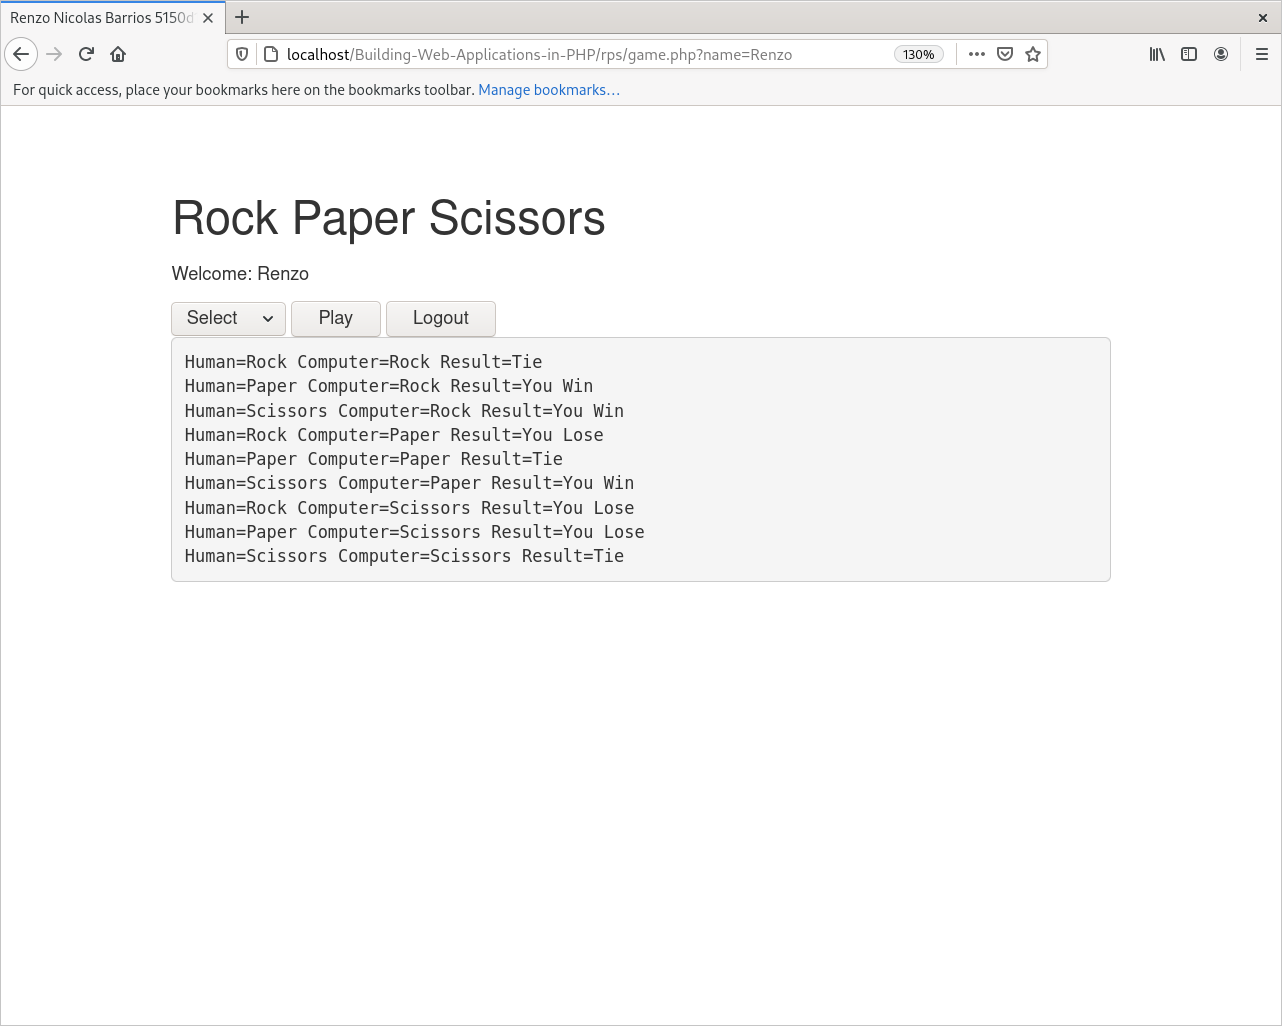 Renzo Nicolas Barrios 5150d
localhost/Building-Web-Applications-in-PHP/rps/game.php?name=Renzo 130%
For quick access, place your bookmarks here on the bookmarks toolbar. Manage bookmarks…
Rock Paper Scissors
Welcome: Renzo
Select Play Logout
Human=Rock Computer=Rock Result=Tie
Human=Paper Computer=Rock Result=You Win
Human=Scissors Computer=Rock Result=You Win
Human=Rock Computer=Paper Result=You Lose
Human=Paper Computer=Paper Result=Tie
Human=Scissors Computer=Paper Result=You Win
Human=Rock Computer=Scissors Result=You Lose
Human=Paper Computer=Scissors Result=You Lose
Human=Scissors Computer=Scissors Result=Tie